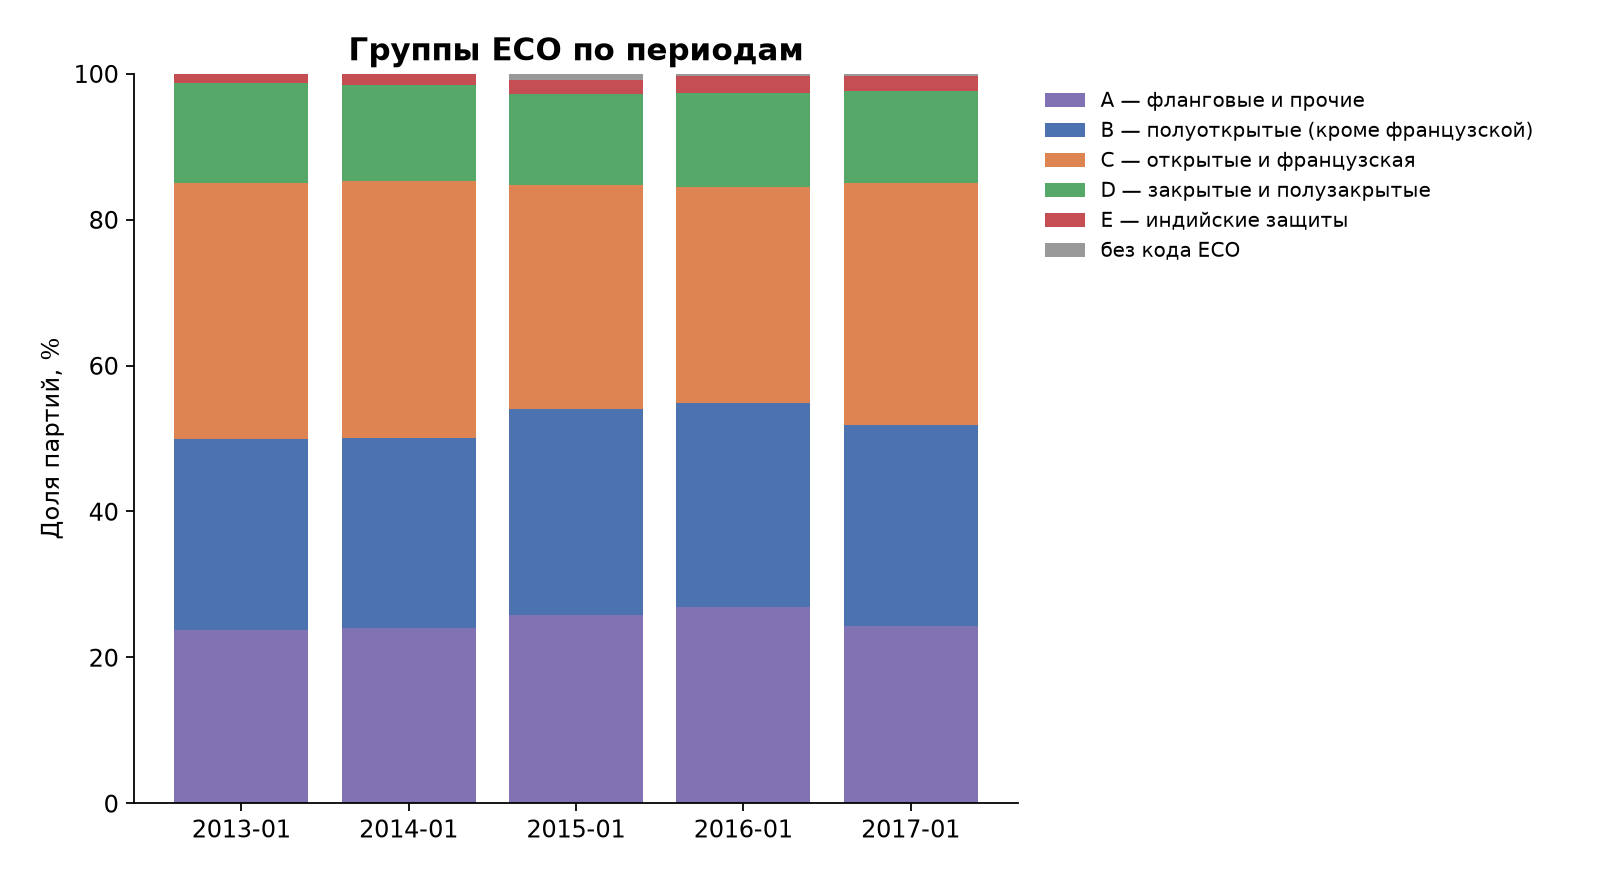 Группы ECO по периодам
Доля партий, %
100
80
60
40
20
0
2013-01
2014-01
2015-01
2016-01
2017-01
A — фланговые и прочие
B — полуоткрытые (кроме французской)
C — открытые и французская
D — закрытые и полузакрытые
E — индийские защиты
без кода ECO